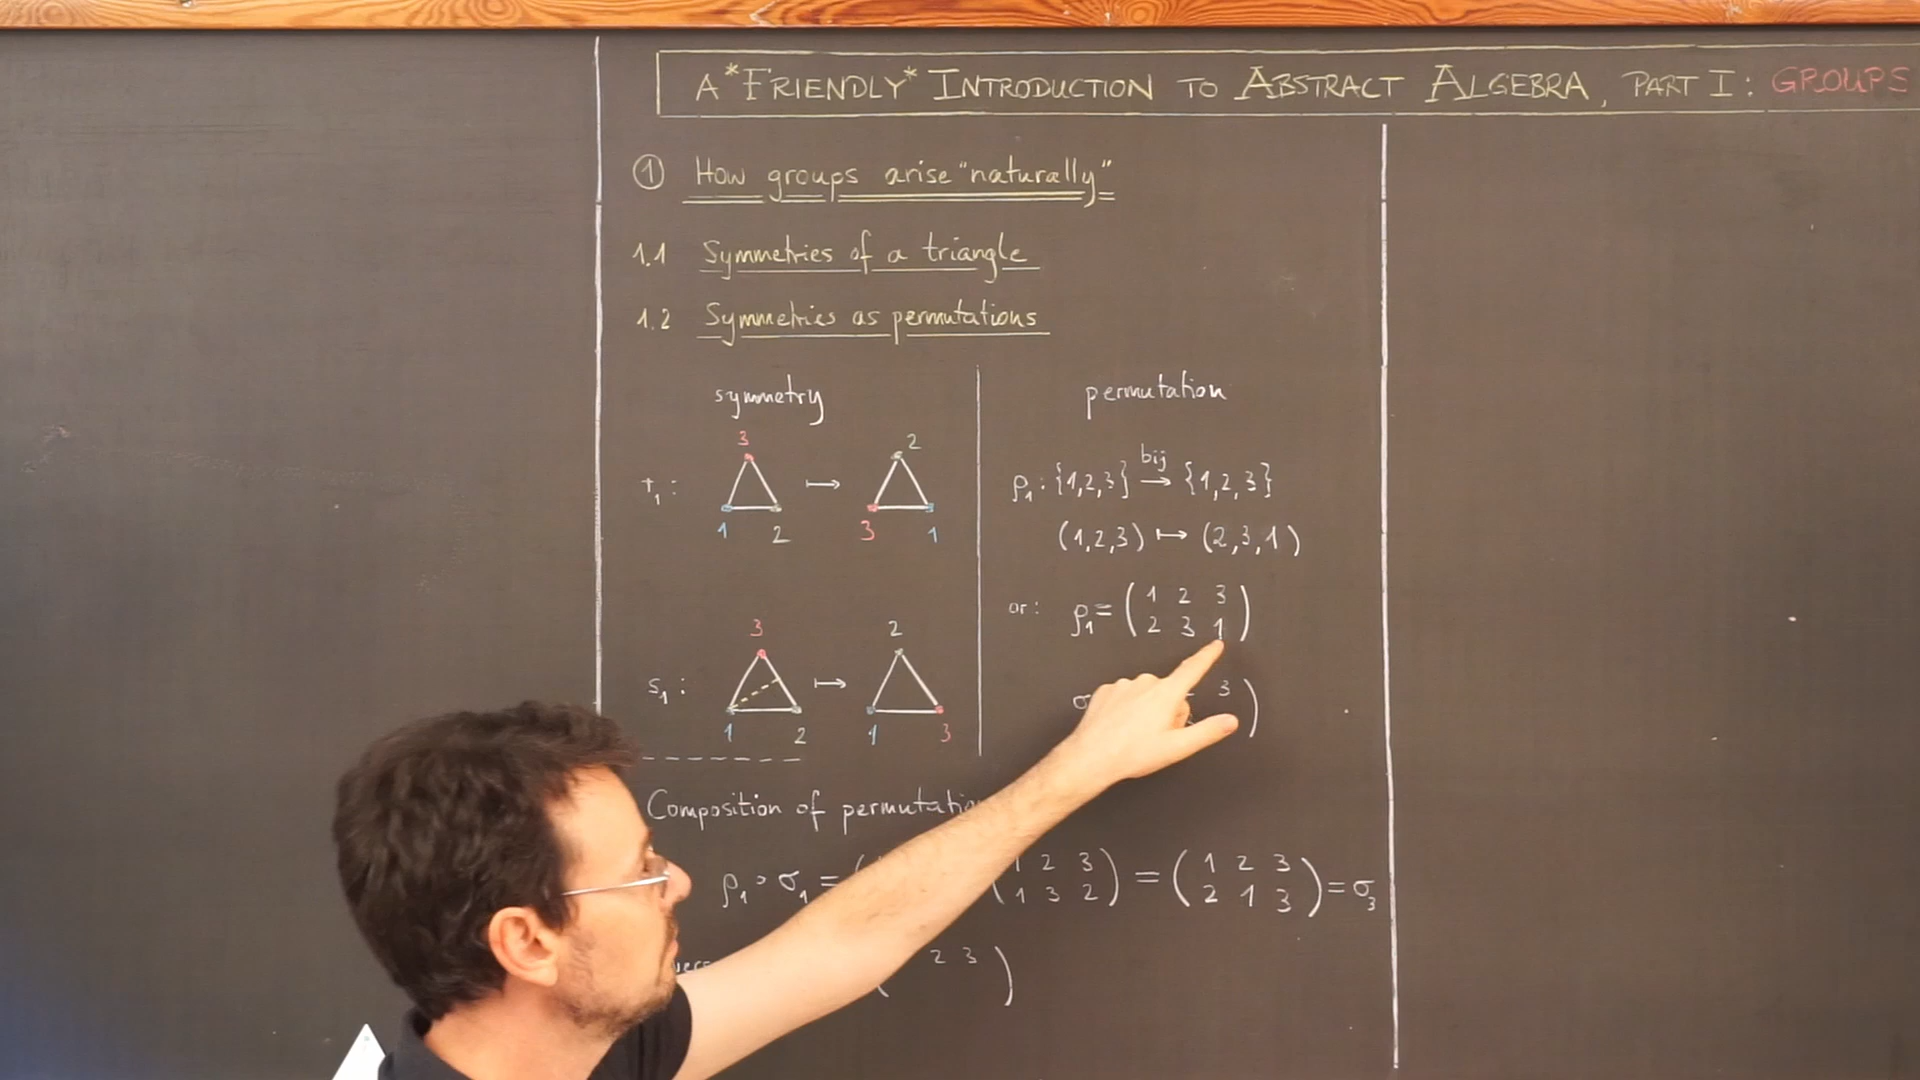 A *FRIENDLY* INTRODUCTION TO ABSTRACT ALGEBRA, PART I: GROUPS
① How groups arise "naturally"
1.1 Symmetries of a triangle
1.2 Symmetries as permutations
symmetry
3 2
r₁: ↦
1 2 3 1
3 2
s₁: ↦
1 2 1 3
permutation
ρ₁: {1,2,3} bij → {1,2,3}
(1,2,3) ↦ (2,3,1)
or: ρ₁ = ( 1 2 3
2 3 1 )
σ 3 )
Composition of
ρ₁ ∘ σ₁ = ( 1 2 3 ) = ( 1 2 3 ) = σ₃
1 3 2 2 1 3
( 2 3 )